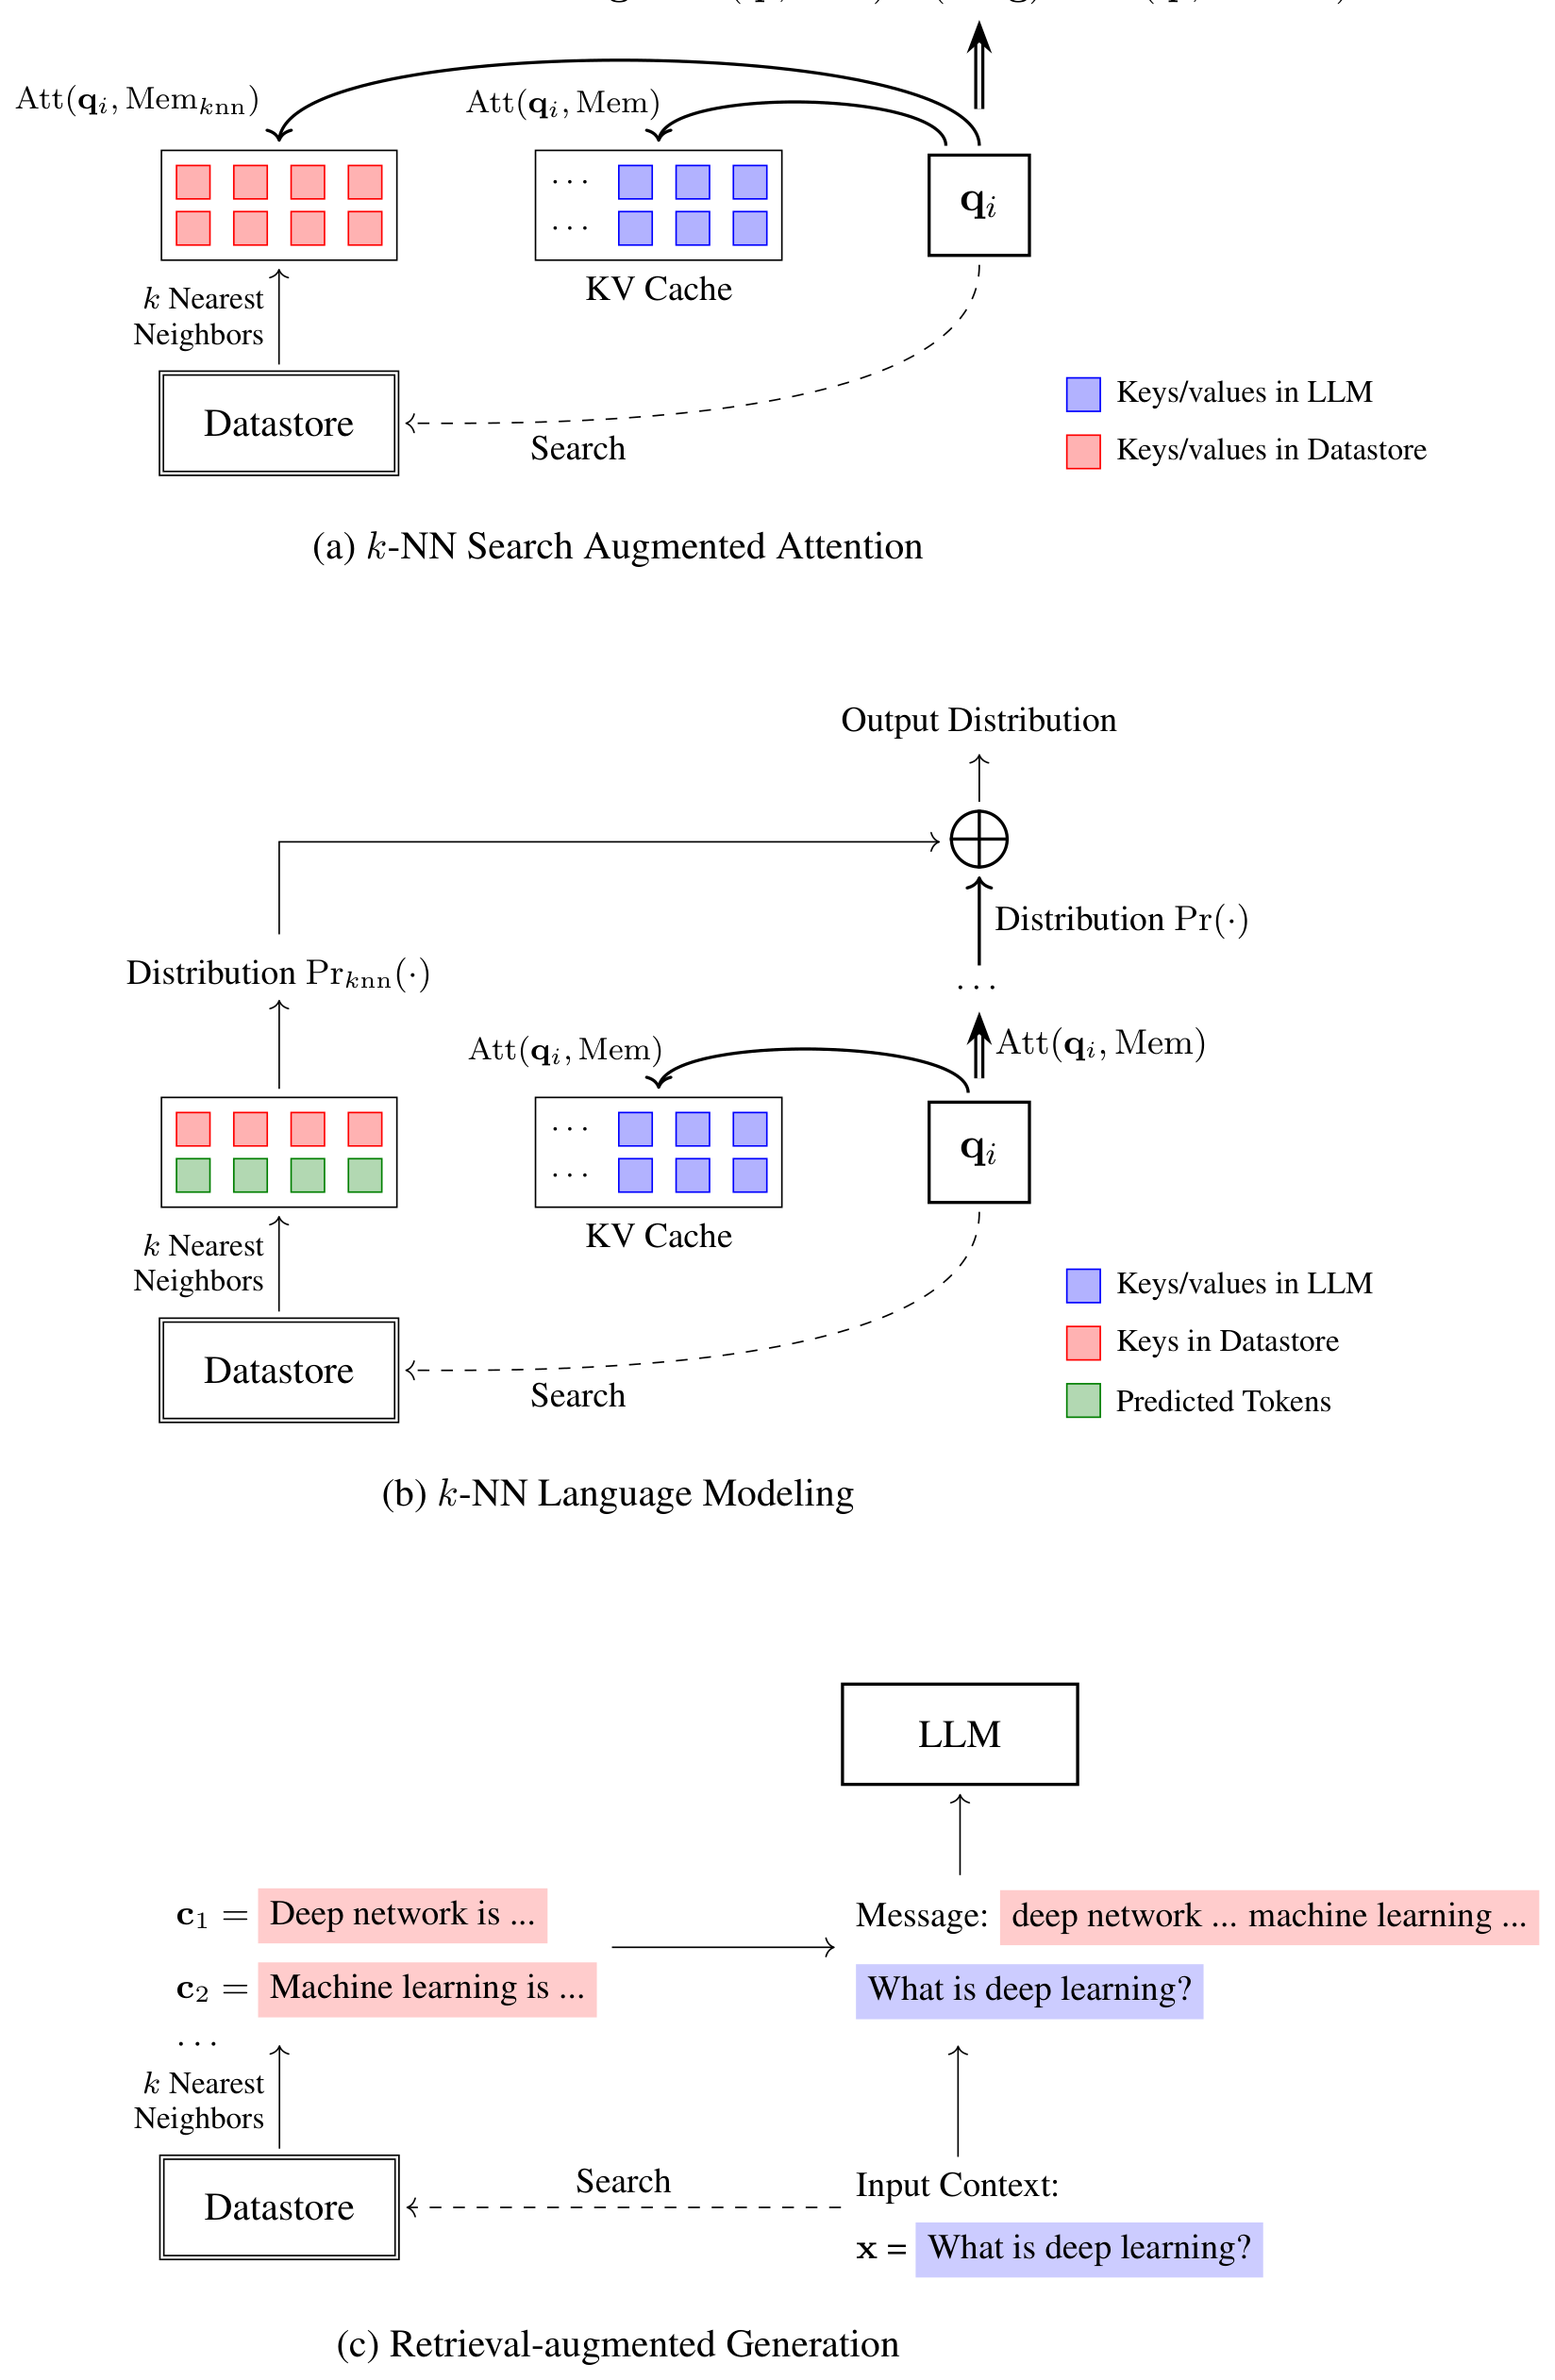 Att(q_i, Mem_knn)
Att(q_i, Mem)
... 
q_i
...
KV Cache
k Nearest
Neighbors
Datastore
Search
Keys/values in LLM
Keys/values in Datastore
(a) k-NN Search Augmented Attention
Output Distribution
Distribution Pr(·)
Distribution Pr_knn(·)
...
Att(q_i, Mem)
Att(q_i, Mem)
...
q_i
...
KV Cache
k Nearest
Neighbors
Datastore
Search
Keys/values in LLM
Keys in Datastore
Predicted Tokens
(b) k-NN Language Modeling
LLM
c_1 = Deep network is ...
Message: deep network ... machine learning ...
c_2 = Machine learning is ...
What is deep learning?
...
k Nearest
Neighbors
Datastore
Search
Input Context:
x = What is deep learning?
(c) Retrieval-augmented Generation